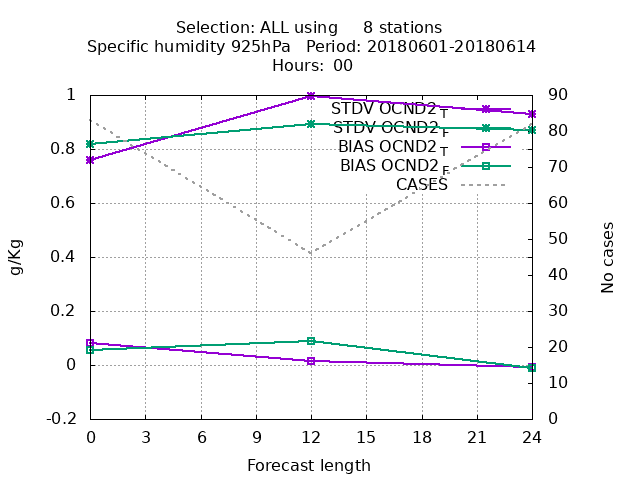 Selection: ALL using     8 stations
Specific humidity 925hPa   Period: 20180601-20180614
Hours:  00
1
0.8
0.6
0.4
0.2
0
-0.2
g/Kg
90
80
70
60
50
40
30
20
10
0
No cases
STDV OCND2_T
STDV OCND2_F
BIAS OCND2_T
BIAS OCND2_F
CASES
0 3 6 9 12 15 18 21 24
Forecast length